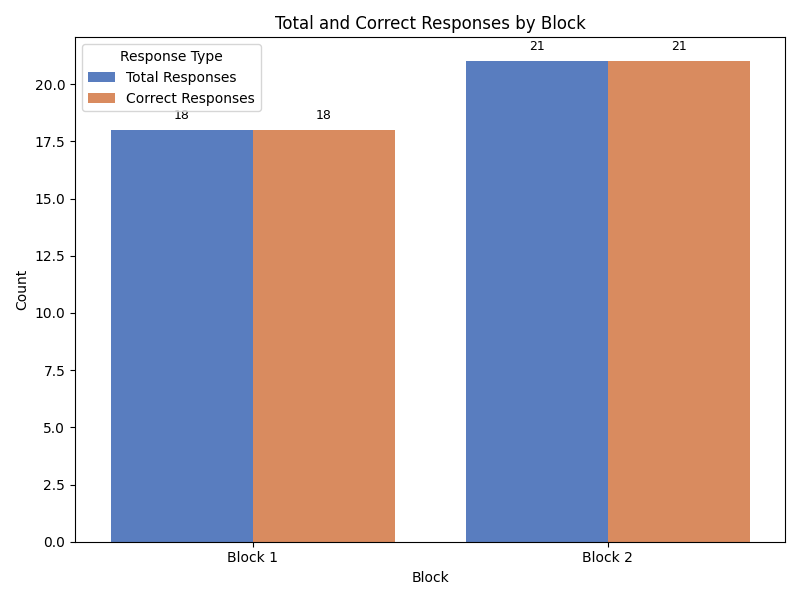 Total and Correct Responses by Block
Response Type
Total Responses
Correct Responses
18
18
21
21
Count
20.0
17.5
15.0
12.5
10.0
7.5
5.0
2.5
0.0
Block 1
Block 2
Block